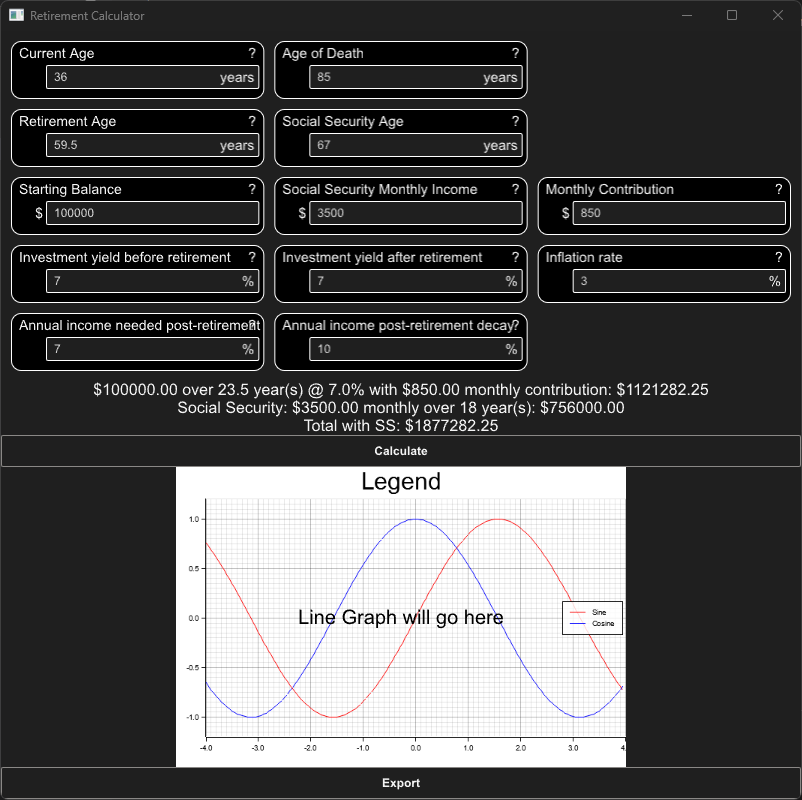 Retirement Calculator
Current Age ? Age of Death ?
36 years 85 years
Retirement Age ? Social Security Age ?
59.5 years 67 years
Starting Balance ? Social Security Monthly Income ? Monthly Contribution ?
$ 100000 $ 3500 $ 850
Investment yield before retirement ? Investment yield after retirement ? Inflation rate ?
7 % 7 % 3 %
Annual income needed post-retirement ? Annual income post-retirement decay ?
7 % 10 %
$100000.00 over 23.5 year(s) @ 7.0% with $850.00 monthly contribution: $1121282.25
Social Security: $3500.00 monthly over 18 year(s): $756000.00
Total with SS: $1877282.25
Calculate
Legend
1.0
0.5
0.0 Line Graph will go here Sine
Cosine
-0.5
-1.0
-4.0 -3.0 -2.0 -1.0 0.0 1.0 2.0 3.0 4.
Export